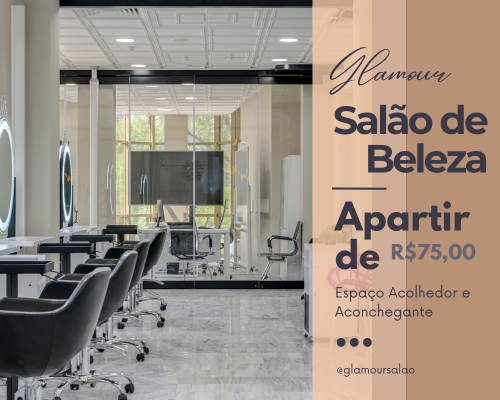 Glamour
Salão de
Beleza
Apartir
de R$75,00
Espaço Acolhedor e
Aconchegante
@glamoursalao